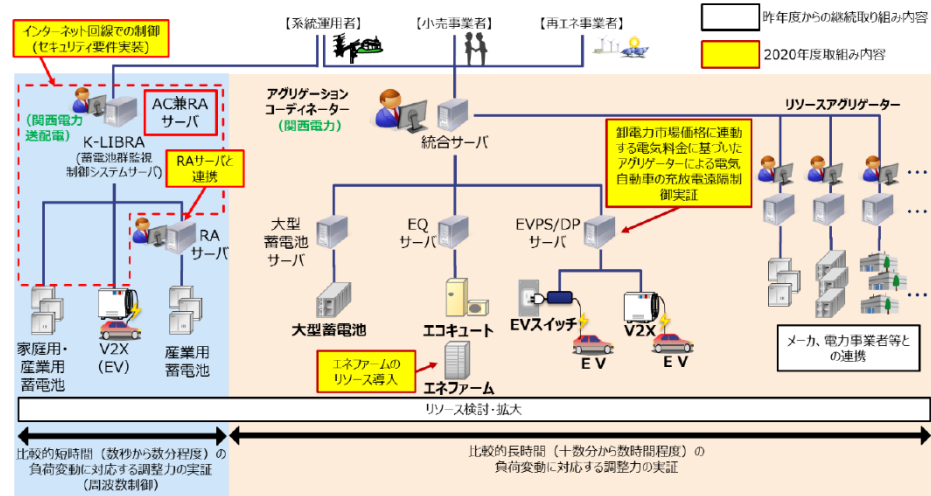 【系統運用者】
【小売事業者】
【再エネ事業者】
昨年度からの継続取り組み内容
2020年度取組み内容
インターネット回線での制御
(セキュリティ要件実装)
(関西電力
送配電)
AC兼RA
サーバ
K-LIBRA
(蓄電池群監視
制御システムサーバ)
RAサーバと
連携
RA
サーバ
家庭用・
産業用
蓄電池
V2X
(EV)
産業用
蓄電池
アグリゲーション
コーディネーター
(関西電力)
統合サーバ
大型
蓄電池
サーバ
EQ
サーバ
EVPS/DP
サーバ
大型蓄電池
エコキュート
EVスイッチ
V2X
EV
EV
エネファームの
リソース導入
エネファーム
卸電力市場価格に連動
する電気料金に基づいた
アグリゲーターによる電気
自動車の充放電遠隔制
御実証
リソースアグリゲーター
…
…
…
メーカ、電力事業者等と
の連携
リソース検討・拡大
比較的短時間（数秒から数分程度）の
負荷変動に対応する調整力の実証
（周波数制御）
比較的長時間（十数分から数時間程度）の
負荷変動に対応する調整力の実証